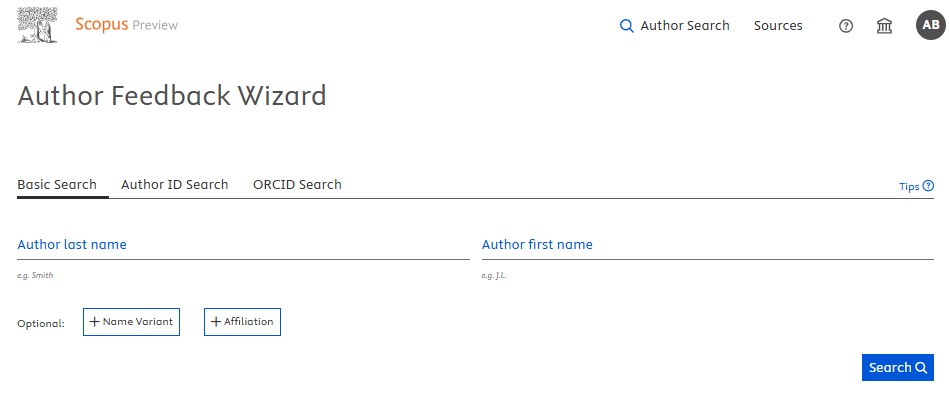 Scopus Preview
Author Search Sources AB
Author Feedback Wizard
Basic Search Author ID Search ORCID Search Tips
Author last name Author first name
e.g. Smith e.g. J.L.
Optional: + Name Variant + Affiliation
Search